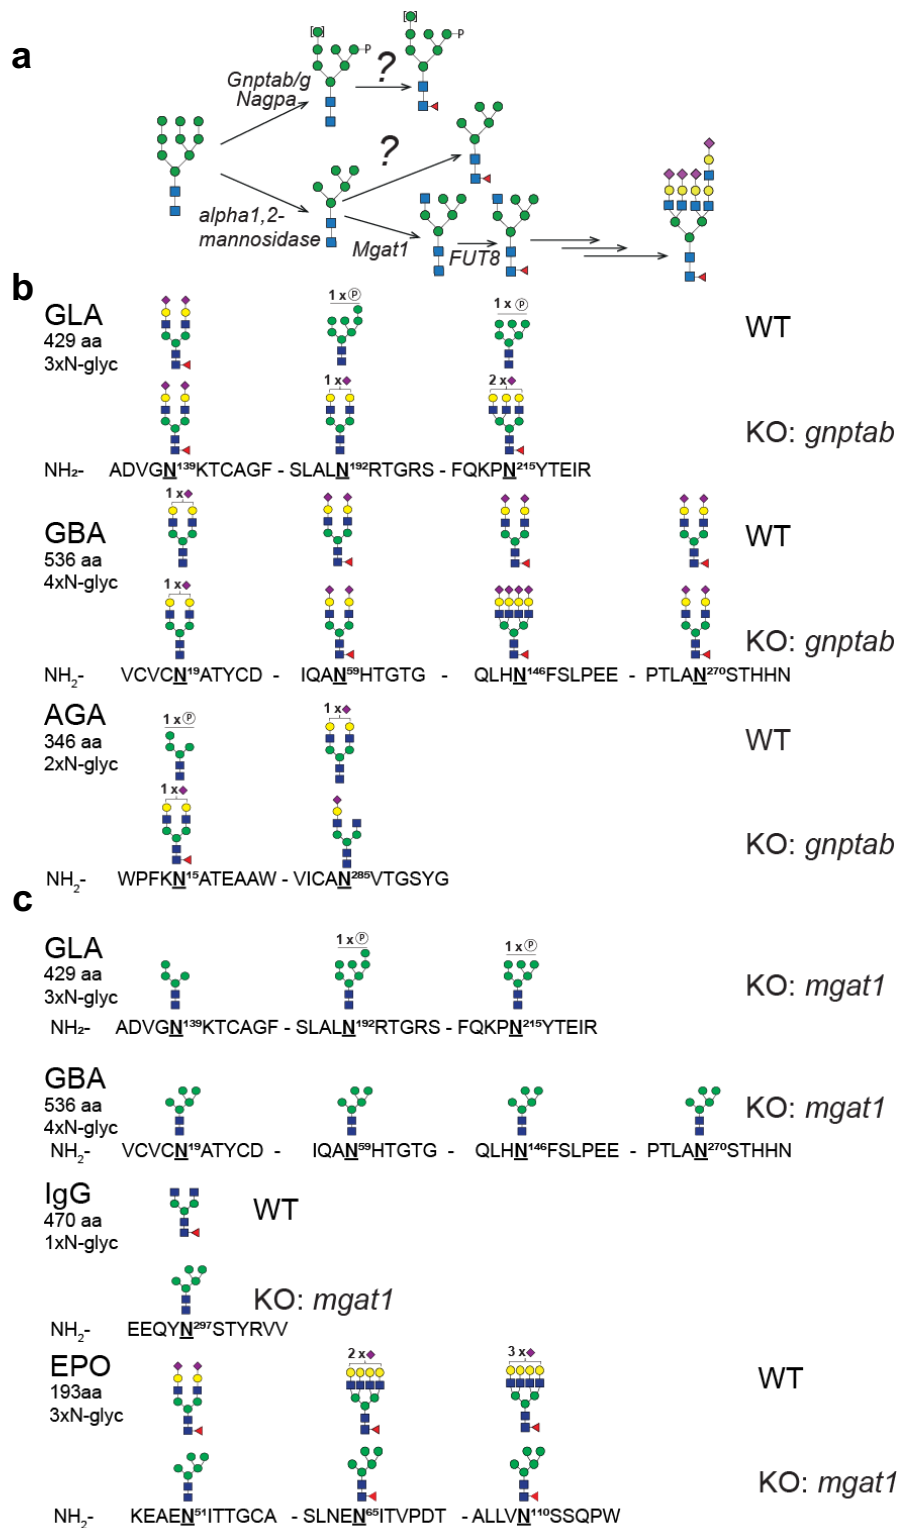 a
[ ]
P
Gnptab/g
Nagpa
?
[ ]
P
?
alpha1,2-
mannosidase
Mgat1
FUT8
b
GLA
429 aa
3xN-glyc
1 x P
1 x P
WT
1 x
2 x
KO: gnptab
NH₂- ADVGN¹³⁹KTCAGF - SLALN¹⁹²RTGRS - FQKPN²¹⁵YTEIR
GBA
536 aa
4xN-glyc
1 x
WT
1 x
KO: gnptab
NH₂- VCVCN¹⁹ATYCD - IQAN⁵⁹HTGTG - QLHN¹⁴⁶FSLPEE - PTLAN²⁷⁰STHHN
AGA
346 aa
2xN-glyc
1 x P
1 x
WT
1 x
KO: gnptab
NH₂- WPFKN¹⁵ATEAAW - VICAN²⁸⁵VTGSYG
c
GLA
429 aa
3xN-glyc
1 x P
1 x P
KO: mgat1
NH₂- ADVGN¹³⁹KTCAGF - SLALN¹⁹²RTGRS - FQKPN²¹⁵YTEIR
GBA
536 aa
4xN-glyc
KO: mgat1
NH₂- VCVCN¹⁹ATYCD - IQAN⁵⁹HTGTG - QLHN¹⁴⁶FSLPEE - PTLAN²⁷⁰STHHN
IgG
470 aa
1xN-glyc
WT
KO: mgat1
NH₂- EEQYN²⁹⁷STYRVV
EPO
193aa
3xN-glyc
2 x
3 x
WT
KO: mgat1
NH₂- KEAEN⁵¹ITTGCA - SLNEN⁶⁵ITVPDT - ALLVN¹¹⁰SSQPW